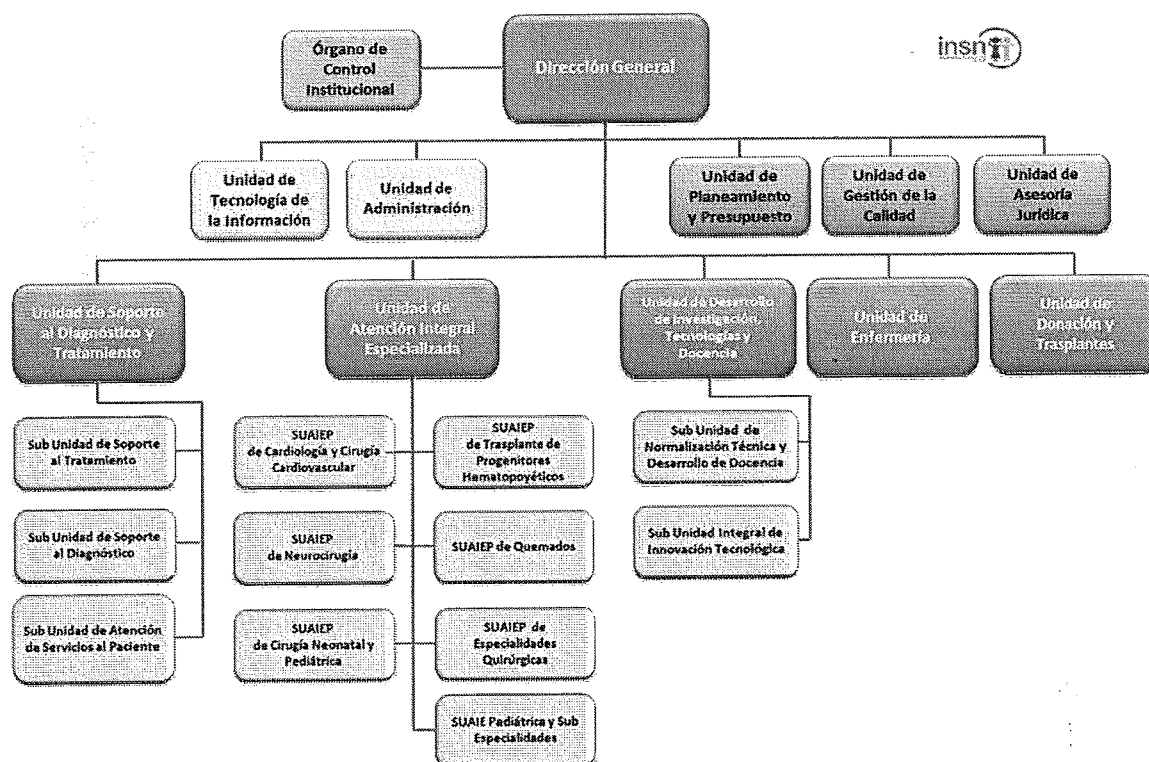 Órgano de
Control
Institucional
Dirección General
insn
Unidad de
Tecnología de
la Información
Unidad de
Administración
Unidad de
Planeamiento
y Presupuesto
Unidad de
Gestión de la
Calidad
Unidad de
Asesoría
Jurídica
Unidad de Soporte
al Diagnóstico y
Tratamiento
Unidad de
Atención Integral
Especializada
Unidad de Desarrollo
de Investigación,
Tecnologías y
Docencia
Unidad de
Enfermería
Unidad de
Donación y
Trasplantes
Sub Unidad de Soporte
al Tratamiento
Sub Unidad de Soporte
al Diagnóstico
Sub Unidad de Atención
de Servicios al Paciente
SUAIEP
de Cardiología y Cirugía
Cardiovascular
SUAIEP
de Neurocirugía
SUAIEP
de Cirugía Neonatal y
Pediátrica
SUAIEP
de Trasplante de
Progenitores
Hematopoyéticos
SUAIEP de Quemados
SUAIEP de
Especialidades
Quirúrgicas
SUAIE Pediátrica y Sub
Especialidades
Sub Unidad de
Normalización Técnica y
Desarrollo de Docencia
Sub Unidad Integral de
Innovación Tecnológica